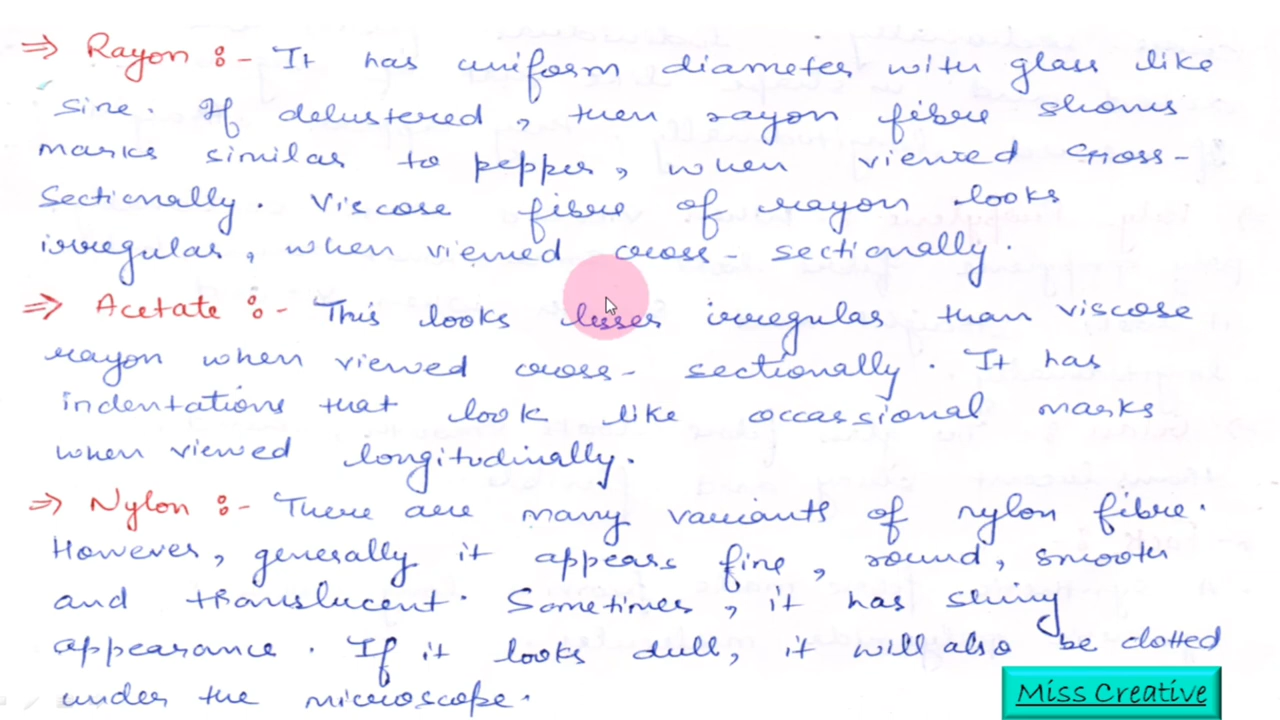 ⇒ Rayon :- It has uniform diameter with glass like
sine. If delustered, then rayon fibre shows
marks similar to pepper, when viewed cross-
sectionally. Viscose fibre of rayon looks
irregular, when viewed cross- sectionally.
⇒ Acetate :- This looks lesser irregular than viscose
rayon when viewed cross- sectionally. It has
indentations that look like occassional marks
when viewed longitudinally.
⇒ Nylon :- There are many variants of nylon fibre.
However, generally it appears fine, round, smooth
and translucent. Sometimes, it has shiny
appearance. If it looks dull, it will also be dotted
under the microscope.
Miss Creative